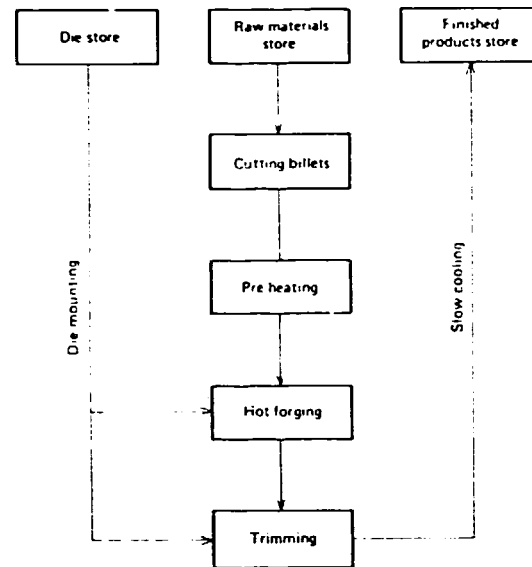 Die store
Raw materials
store
Finished
products store
Cutting billets
Pre heating
Die mounting
Slow cooling
Hot forging
Trimming